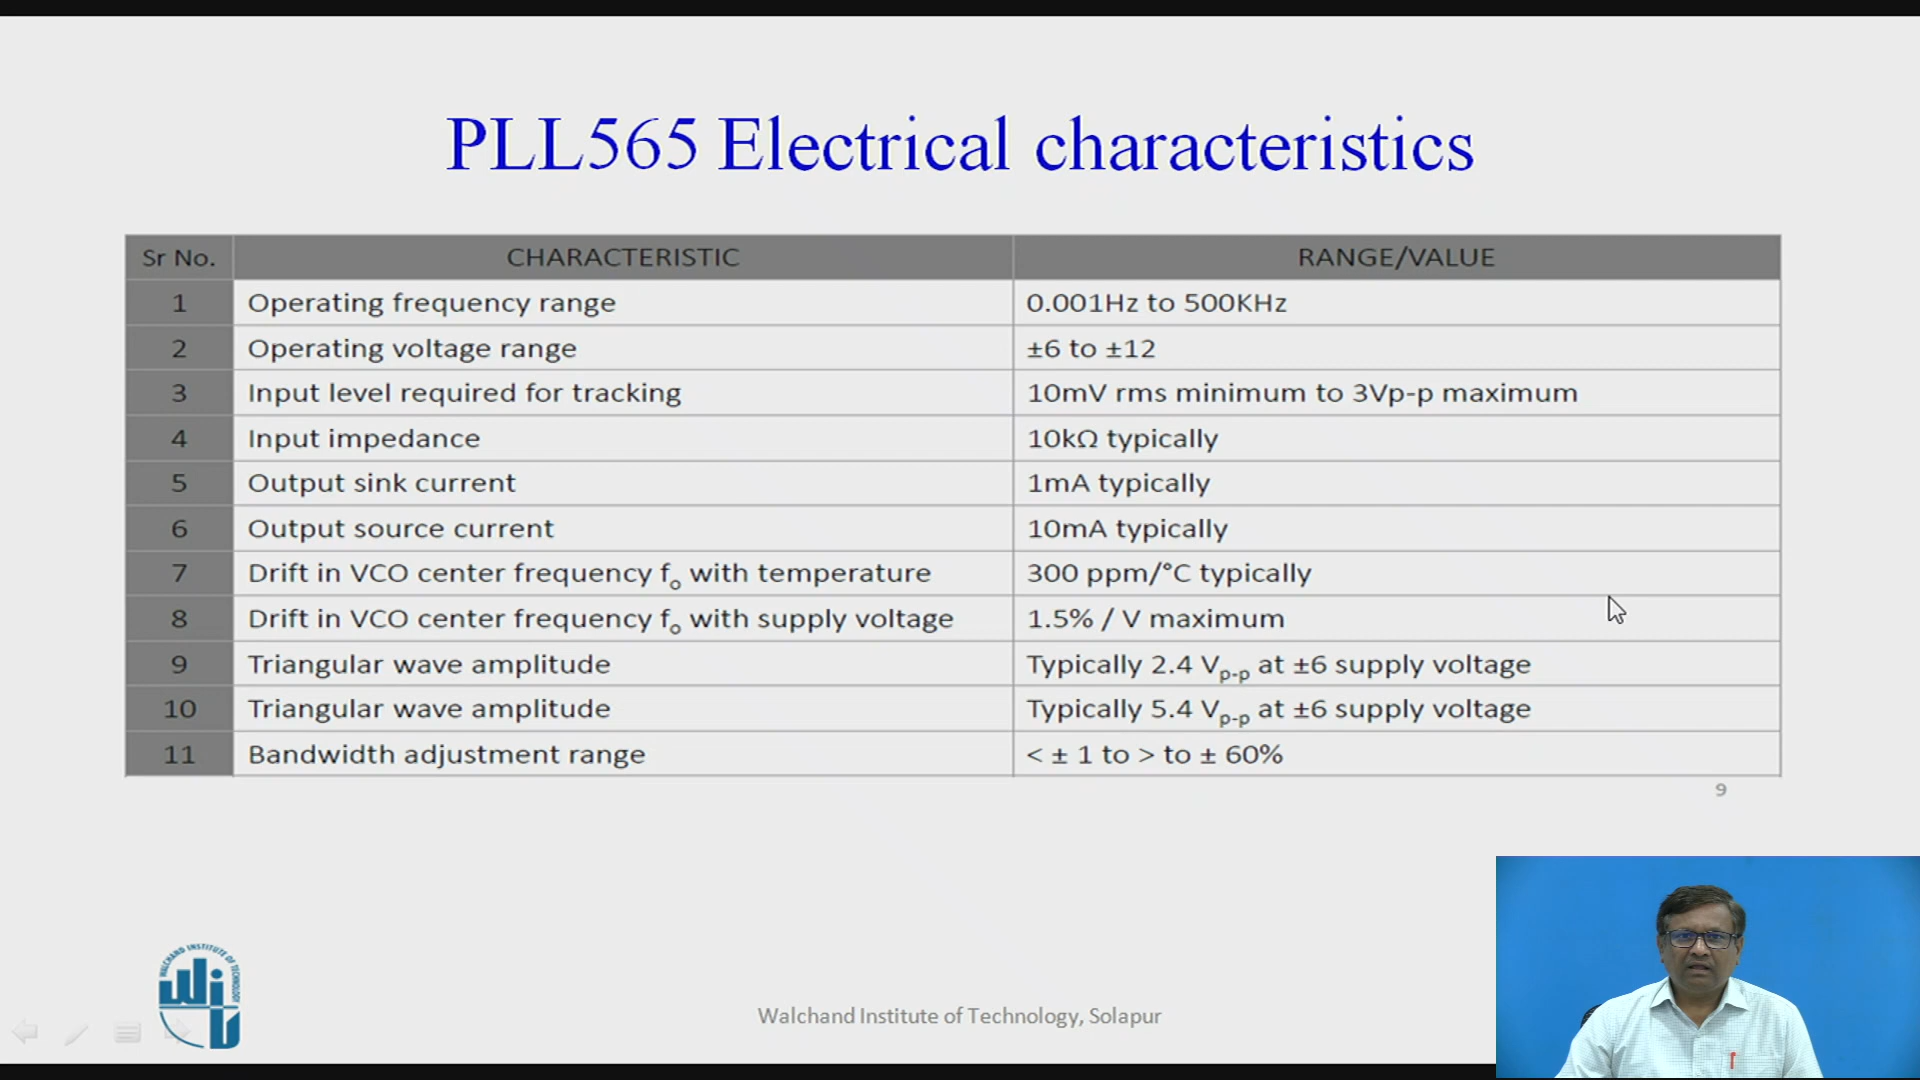 PLL565 Electrical characteristics
Sr No. CHARACTERISTIC RANGE/VALUE
1 Operating frequency range 0.001Hz to 500KHz
2 Operating voltage range ±6 to ±12
3 Input level required for tracking 10mV rms minimum to 3Vp-p maximum
4 Input impedance 10kΩ typically
5 Output sink current 1mA typically
6 Output source current 10mA typically
7 Drift in VCO center frequency fo with temperature 300 ppm/°C typically
8 Drift in VCO center frequency fo with supply voltage 1.5% / V maximum
9 Triangular wave amplitude Typically 2.4 Vp-p at ±6 supply voltage
10 Triangular wave amplitude Typically 5.4 Vp-p at ±6 supply voltage
11 Bandwidth adjustment range < ± 1 to > to ± 60%
9
WALCHAND INSTITUTE OF TECHNOLOGY
WIT
Walchand Institute of Technology, Solapur